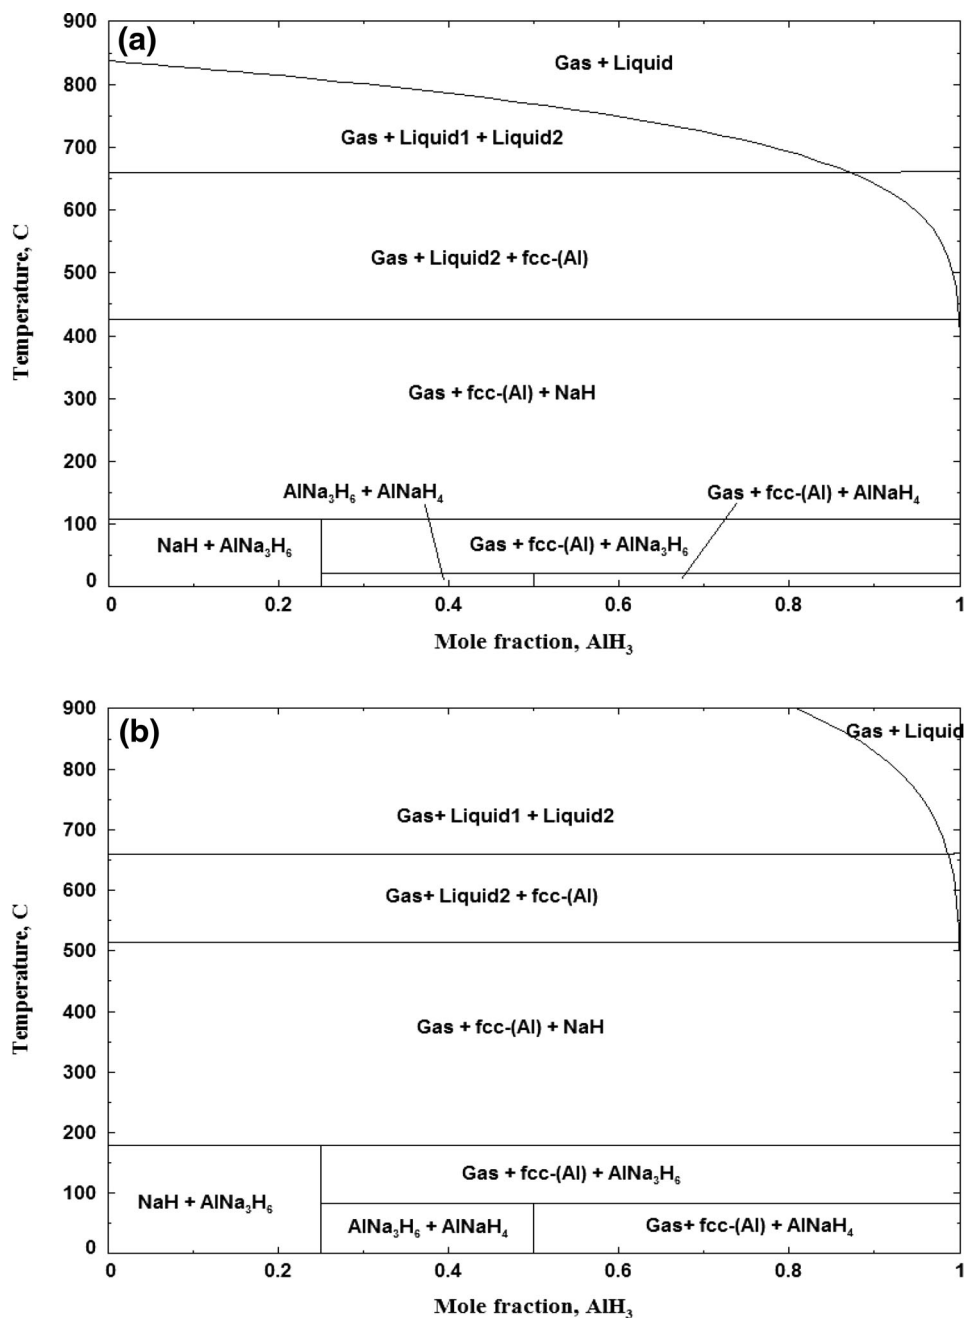 (a)
900
800
700
600
500
400
300
200
100
0
Temperature, C
Gas + Liquid
Gas + Liquid1 + Liquid2
Gas + Liquid2 + fcc-(Al)
Gas + fcc-(Al) + NaH
AlNa₃H₆ + AlNaH₄
Gas + fcc-(Al) + AlNaH₄
NaH + AlNa₃H₆
Gas + fcc-(Al) + AlNa₃H₆
0 0.2 0.4 0.6 0.8 1
Mole fraction, AlH₃
(b)
900
800
700
600
500
400
300
200
100
0
Temperature, C
Gas + Liquid
Gas+ Liquid1 + Liquid2
Gas+ Liquid2 + fcc-(Al)
Gas + fcc-(Al) + NaH
Gas + fcc-(Al) + AlNa₃H₆
NaH + AlNa₃H₆
AlNa₃H₆ + AlNaH₄
Gas+ fcc-(Al) + AlNaH₄
0 0.2 0.4 0.6 0.8 1
Mole fraction, AlH₃